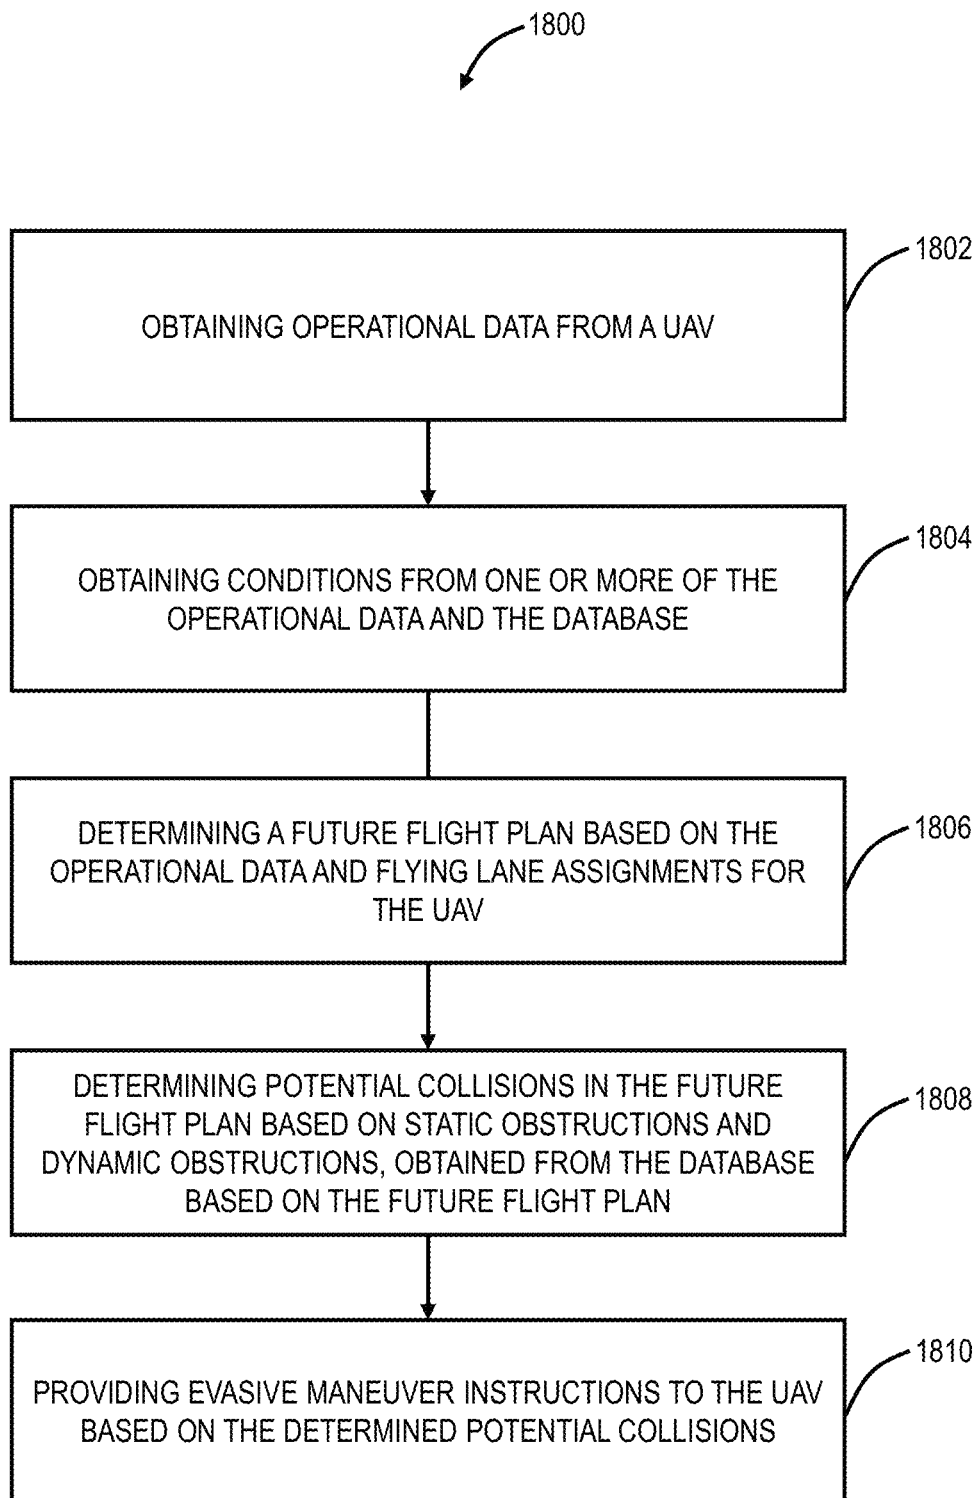 1800
1802
OBTAINING OPERATIONAL DATA FROM A UAV
1804
OBTAINING CONDITIONS FROM ONE OR MORE OF THE
OPERATIONAL DATA AND THE DATABASE
1806
DETERMINING A FUTURE FLIGHT PLAN BASED ON THE
OPERATIONAL DATA AND FLYING LANE ASSIGNMENTS FOR
THE UAV
1808
DETERMINING POTENTIAL COLLISIONS IN THE FUTURE
FLIGHT PLAN BASED ON STATIC OBSTRUCTIONS AND
DYNAMIC OBSTRUCTIONS, OBTAINED FROM THE DATABASE
BASED ON THE FUTURE FLIGHT PLAN
1810
PROVIDING EVASIVE MANEUVER INSTRUCTIONS TO THE UAV
BASED ON THE DETERMINED POTENTIAL COLLISIONS